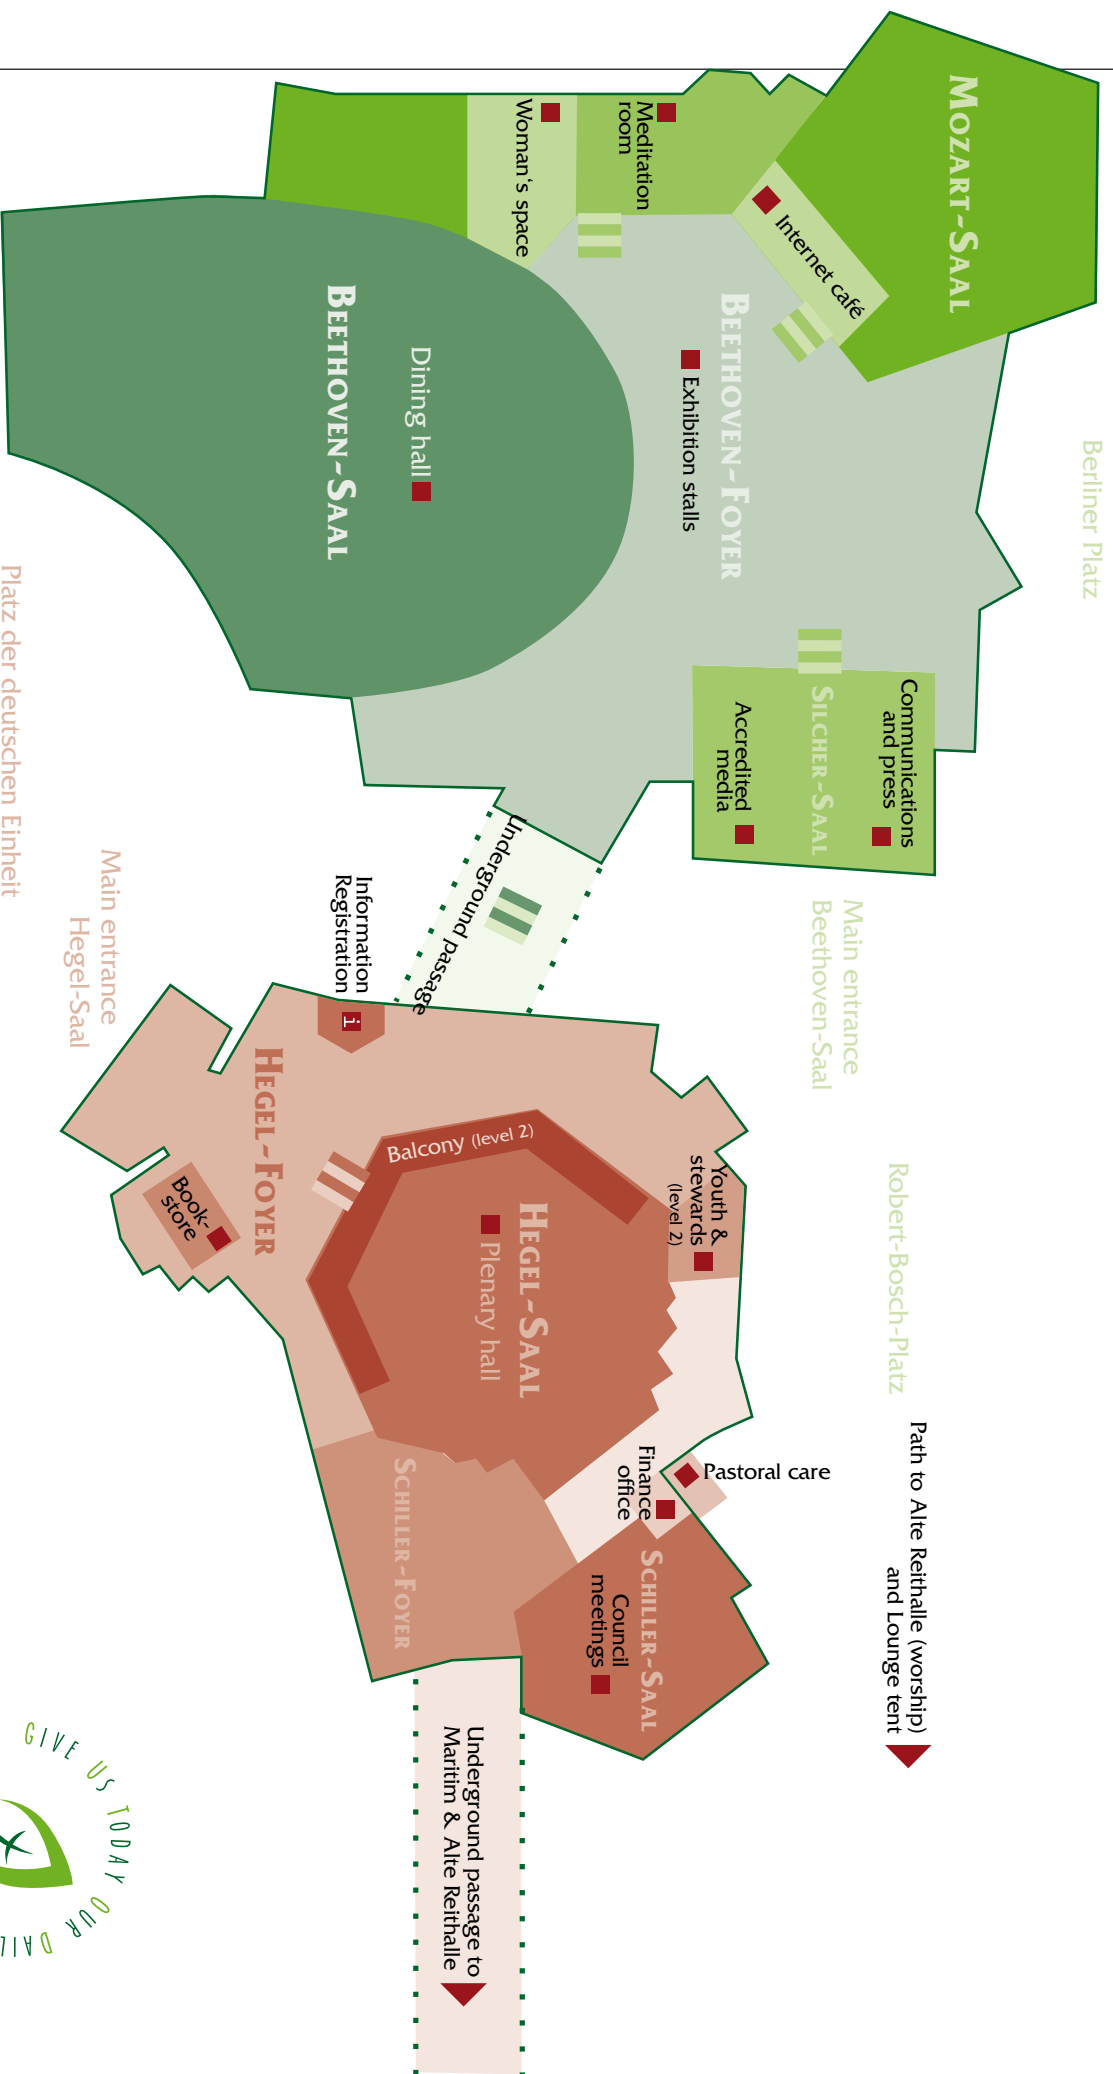 Mozart-Saal
Berliner Platz
Internet café
Meditation
room
Woman's space
Beethoven-Foyer
Exhibition stalls
Dining hall
Beethoven-Saal
Communications
and press
Silcher-Saal
Accredited
media
Platz der deutschen Einheit
Underground passage
Main entrance
Beethoven-Saal
Main entrance
Hegel-Saal
Information
Registration
i
Hegel-Foyer
Balcony (level 2)
Youth &
stewards
(level 2)
Robert-Bosch-Platz
Book-
store
Hegel-Saal
Plenary hall
Path to Alte Reithalle (worship)
and Lounge tent
Pastoral care
Finance
office
Schiller-Foyer
Schiller-Saal
Council
meetings
Underground passage to
Maritim & Alte Reithalle
GIVE US TODAY OUR DAIL